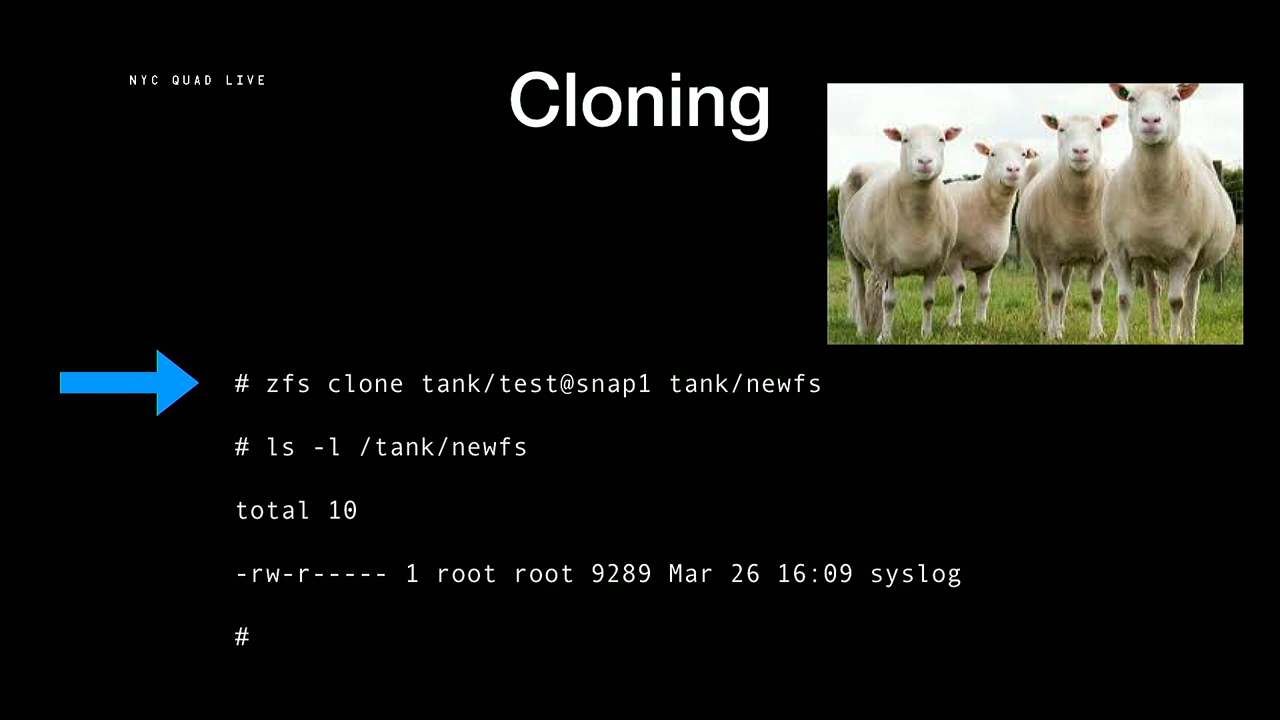 NYC QUAD LIVE
Cloning
# zfs clone tank/test@snap1 tank/newfs
# ls -l /tank/newfs
total 10
-rw-r----- 1 root root 9289 Mar 26 16:09 syslog
#